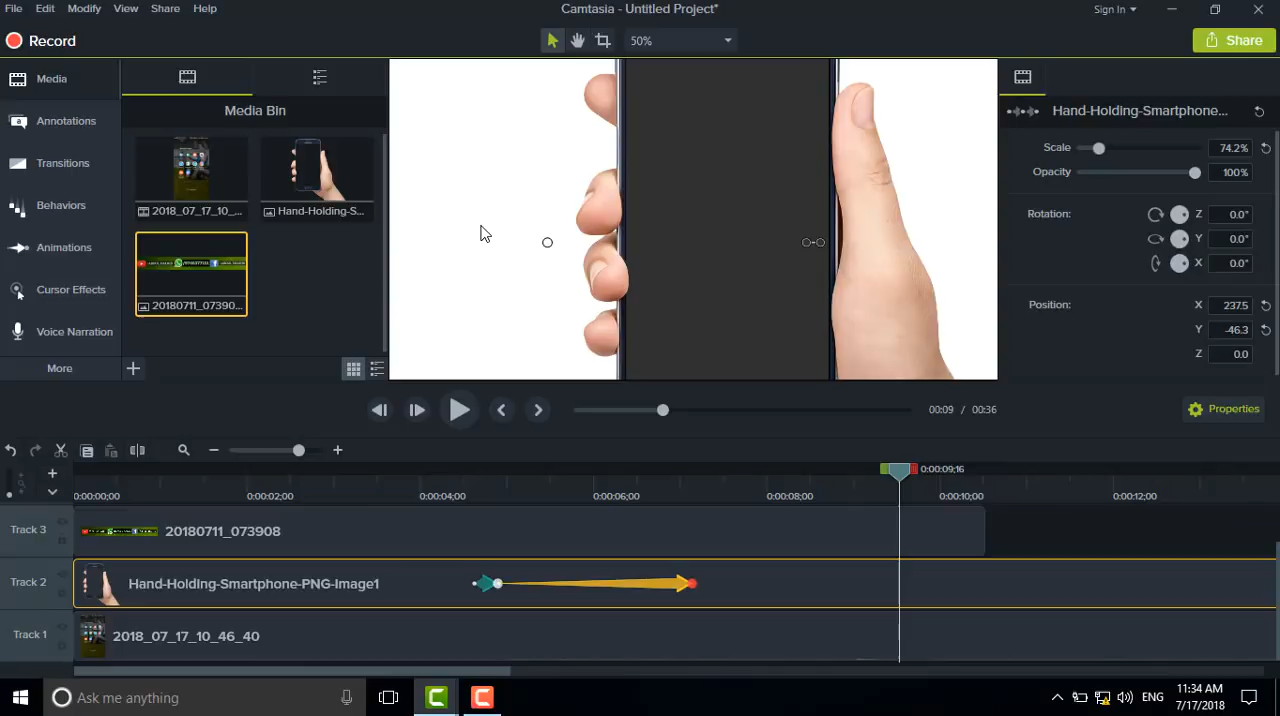 File Edit Modify View Share Help
Camtasia - Untitled Project*
Sign In
Record
50%
Share
Media
Annotations
Transitions
Behaviors
Animations
Cursor Effects
Voice Narration
More
Media Bin
2018_07_17_10_...
Hand-Holding-S...
20180711_07390...
Hand-Holding-Smartphone...
Scale 74.2%
Opacity 100%
Rotation: Z 0.0°
Y 0.0°
X 0.0°
Position: X 237.5
Y -46.3
Z 0.0
00:09 / 00:36
Properties
0:00:09;16
0:00:00;00 0:00:02;00 0:00:04;00 0:00:06;00 0:00:08;00 0:00:10;00 0:00:12;00
Track 3 20180711_073908
Track 2 Hand-Holding-Smartphone-PNG-Image1
Track 1 2018_07_17_10_46_40
Ask me anything
ENG
11:34 AM
7/17/2018